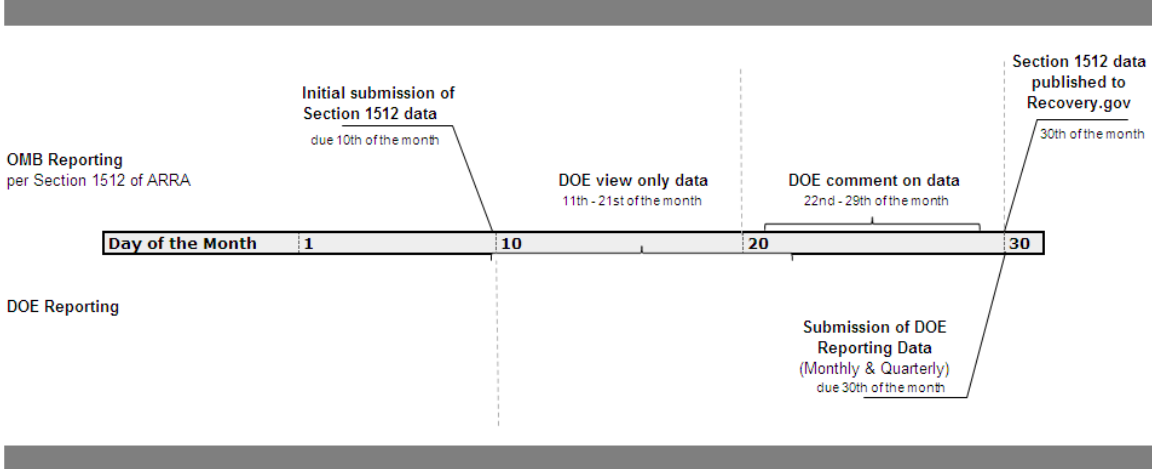 Section 1512 data
published to
Recovery.gov
30th of the month
Initial submission of
Section 1512 data
due 10th of the month
OMB Reporting
per Section 1512 of ARRA
DOE view only data
11th - 21st of the month
DOE comment on data
22nd - 29th of the month
Day of the Month 1 10 20 30
DOE Reporting
Submission of DOE
Reporting Data
(Monthly & Quarterly)
due 30th of the month